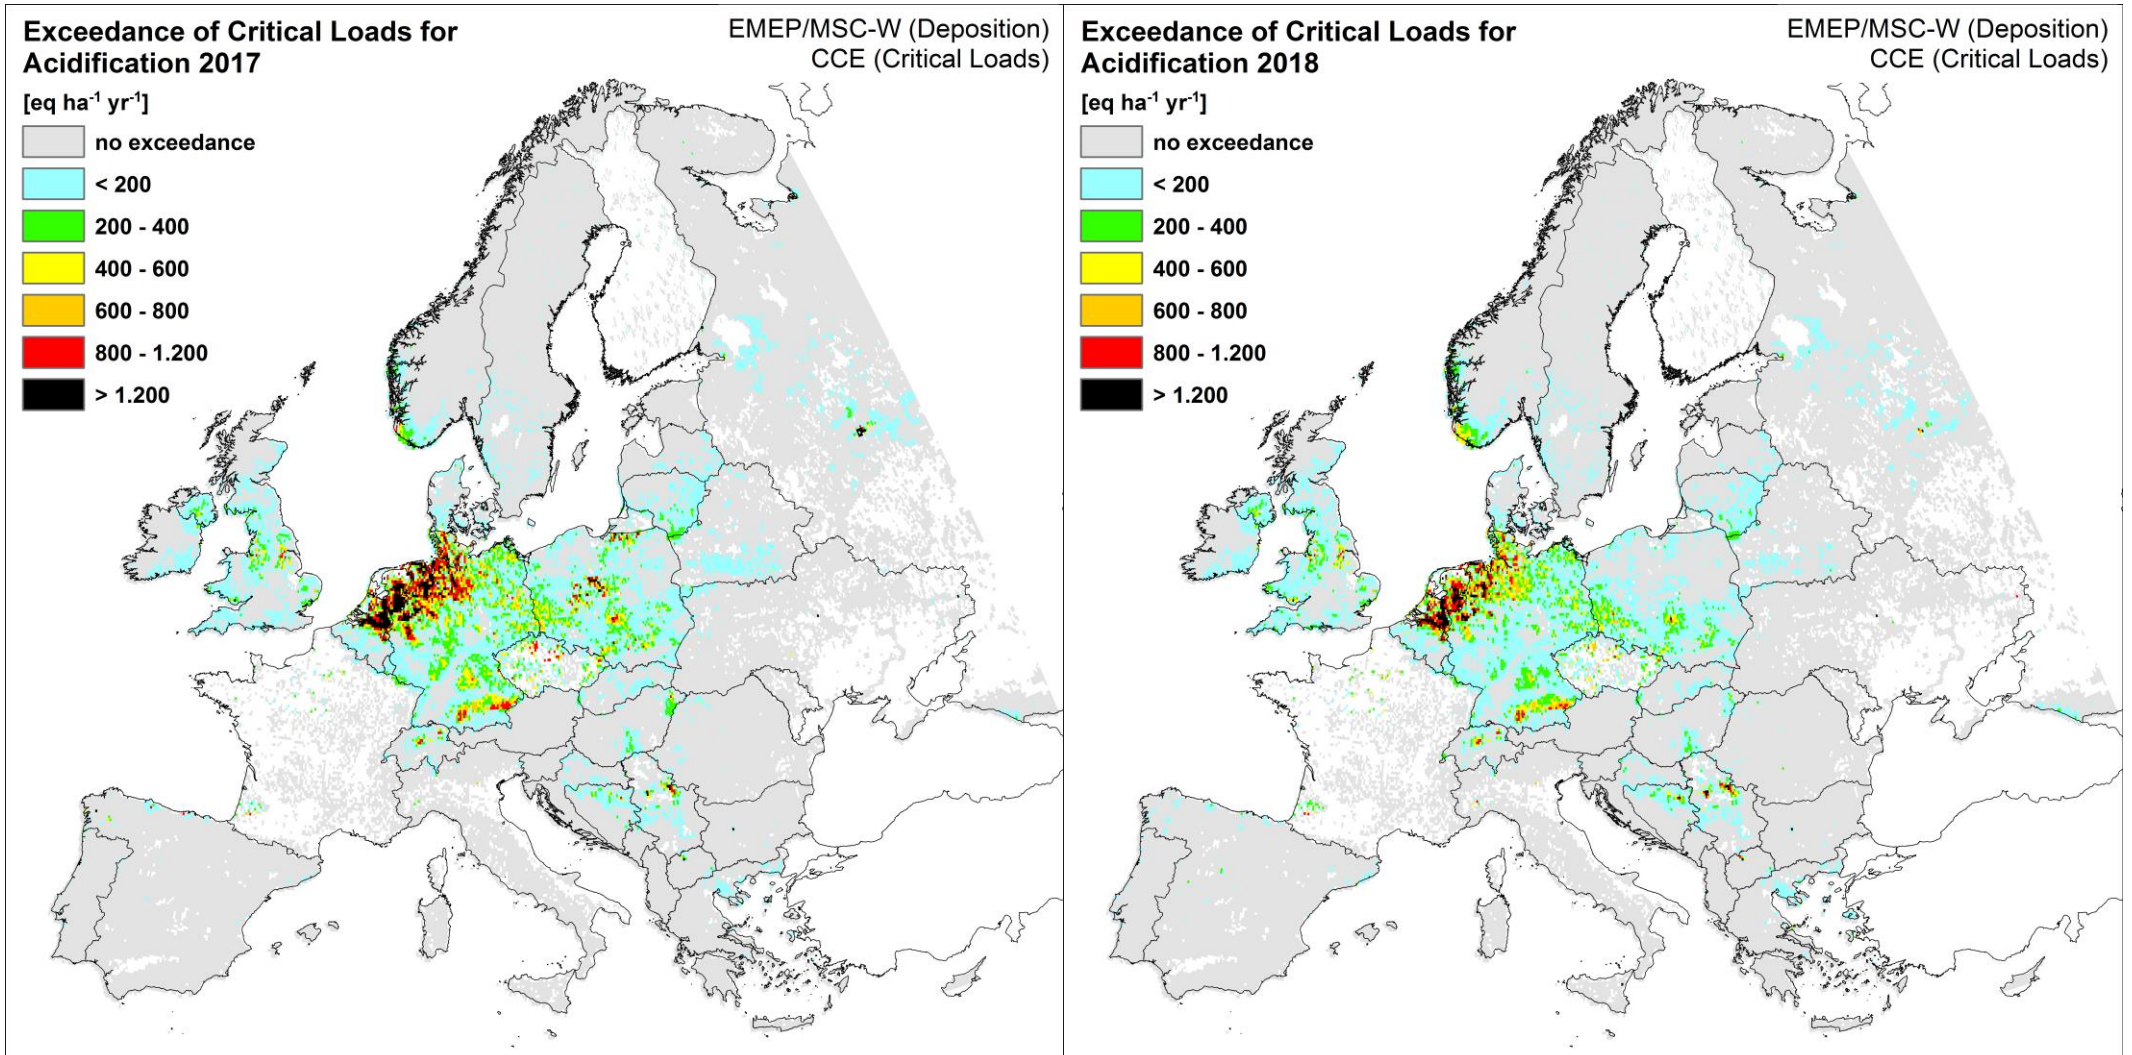 Exceedance of Critical Loads for
Acidification 2017
EMEP/MSC-W (Deposition)
CCE (Critical Loads)
[eq ha⁻¹ yr⁻¹]
no exceedance
< 200
200 - 400
400 - 600
600 - 800
800 - 1.200
> 1.200
Exceedance of Critical Loads for
Acidification 2018
EMEP/MSC-W (Deposition)
CCE (Critical Loads)
[eq ha⁻¹ yr⁻¹]
no exceedance
< 200
200 - 400
400 - 600
600 - 800
800 - 1.200
> 1.200